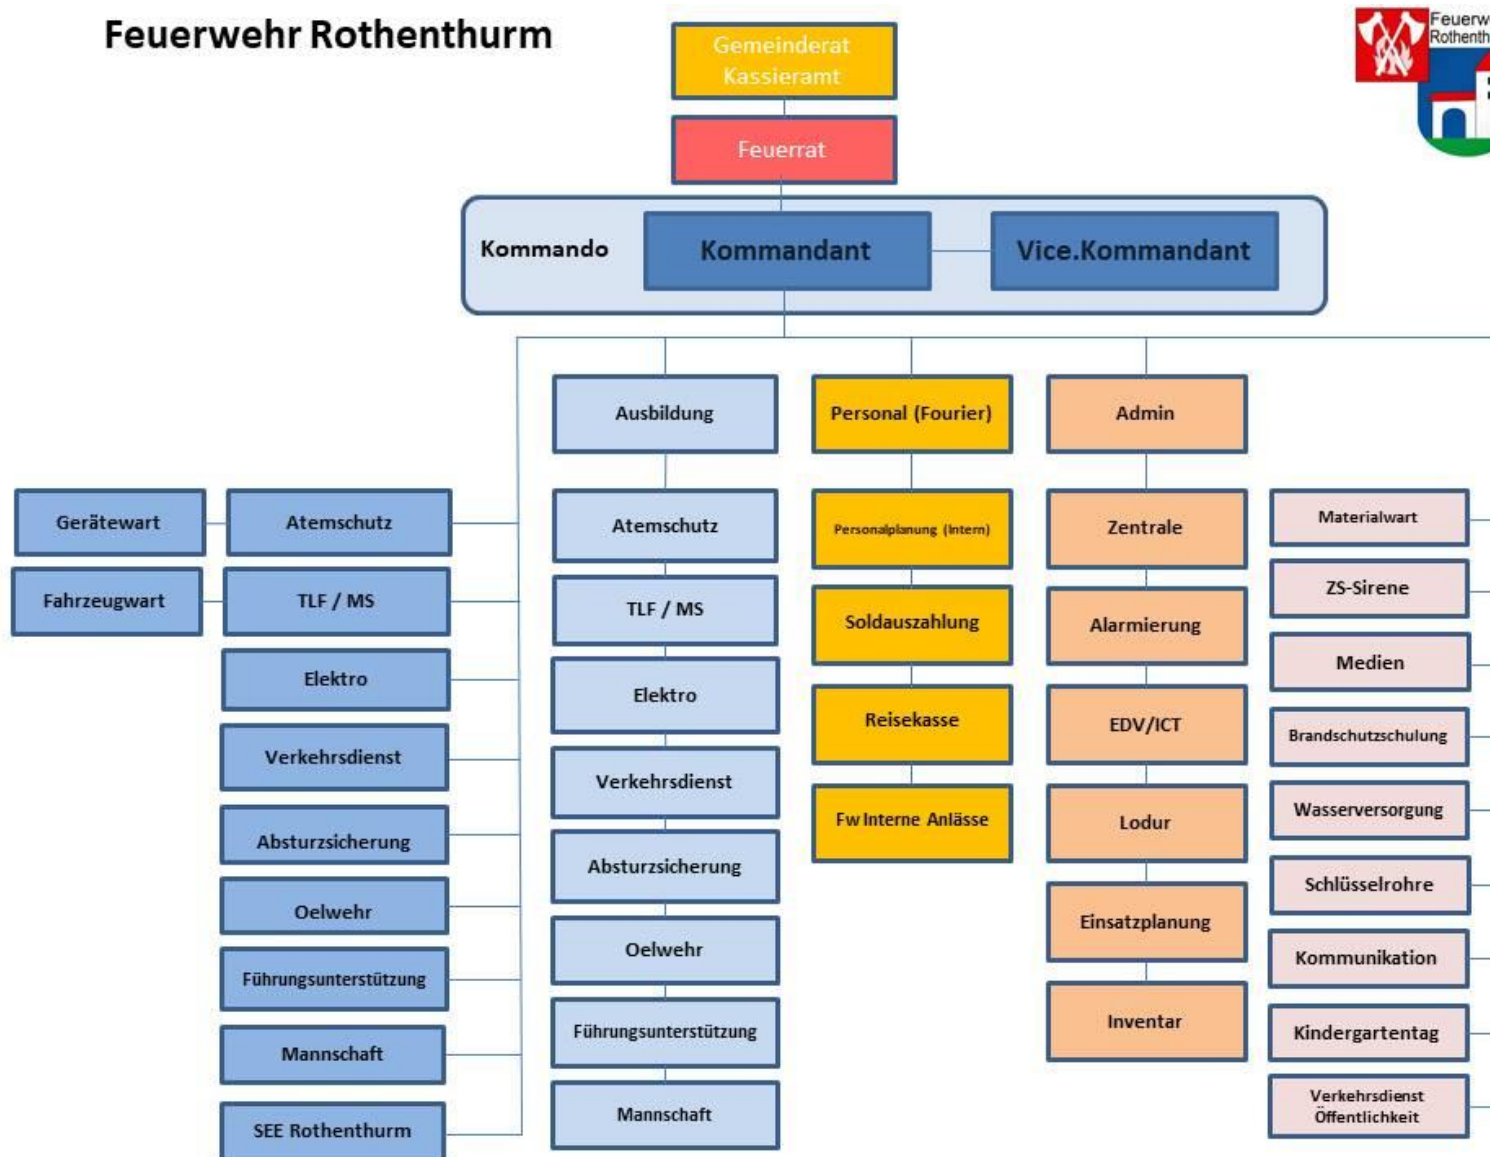 Feuerwehr Rothenthurm
Gemeinderat
Kassieramt
Feuerrat
Kommando
Kommandant
Vice.Kommandant
Gerätewart
Fahrzeugwart
Atemschutz
TLF / MS
Elektro
Verkehrsdienst
Absturzsicherung
Oelwehr
Führungsunterstützung
Mannschaft
SEE Rothenthurm
Ausbildung
Atemschutz
TLF / MS
Elektro
Verkehrsdienst
Absturzsicherung
Oelwehr
Führungsunterstützung
Mannschaft
Personal (Fourier)
Personalplanung (Intern)
Soldauszahlung
Reisekasse
Fw Interne Anlässe
Admin
Zentrale
Alarmierung
EDV/ICT
Lodur
Einsatzplanung
Inventar
Materialwart
ZS-Sirene
Medien
Brandschutzschulung
Wasserversorgung
Schlüsselrohre
Kommunikation
Kindergartentag
Verkehrsdienst
Öffentlichkeit